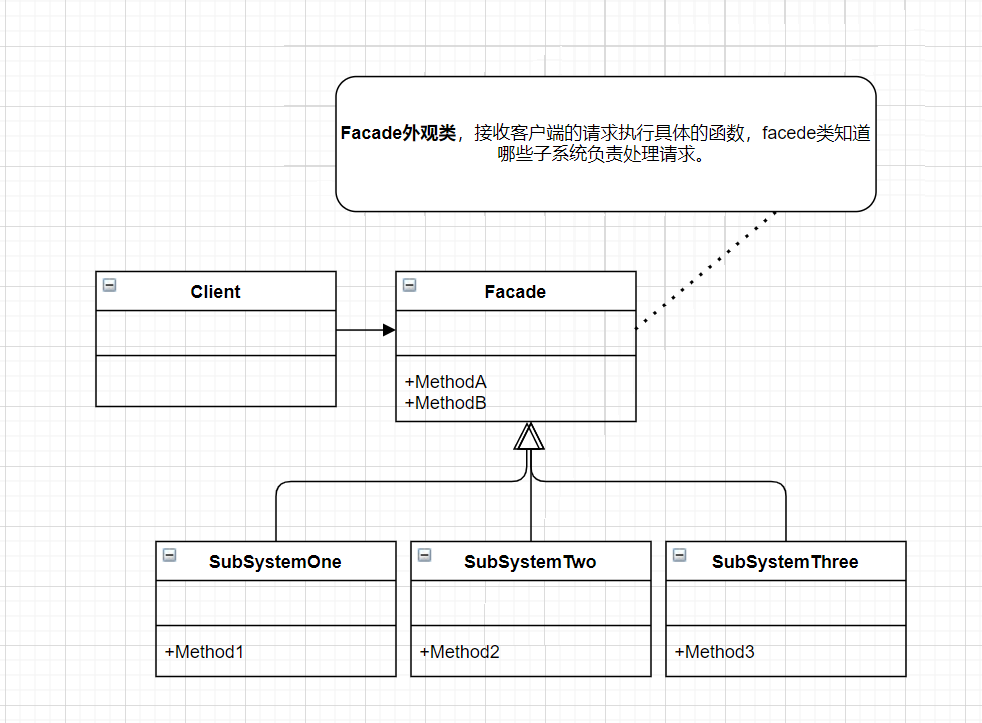 Facade外观类，接收客户端的请求执行具体的函数，facede类知道
哪些子系统负责处理请求。
Client
Facade
+MethodA
+MethodB
SubSystemOne
SubSystemTwo
SubSystemThree
+Method1
+Method2
+Method3